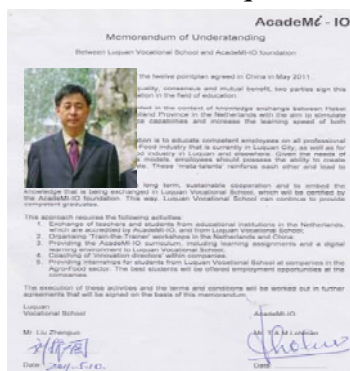 AcadeMi - IO
Memorandum of Understanding
Between Luquan Vocational School and AcadeMi-IO foundation
the twelve pointplan agreed in China in May 2011.
equality, consensus and mutual benefit, two parties sign this
in the field of education.
in the context of knowledge exchange between Hebei
Province in the Netherlands with the aim to stimulate
capabilities and increase the learning speed of both
is to educate competent employees on all professional
Food industry that is currently in Luquan City, as well as for
industry in Luquan City and elsewhere. Given the needs of
models, employees should possess the ability to create
These 'meta-talents' reinforce each other and lead to
long term, sustainable cooperation and to embed the
knowledge that is being exchanged in Luquan Vocational School, which will be certified by
the AcadeMi-IO foundation. This way, Luquan Vocational School can continue to provide
competent graduates.
This approach requires the following activities
1. Exchange of teachers and students from educational institutions in the Netherlands,
which are accredited by AcadeMi-IO, and from Luquan Vocational School;
2. Organising 'Train-the-Trainer' workshops in the Netherlands and China;
3. Providing the AcadeMi-IO curriculum, including learning assignments and a digital
learning environment to Luquan Vocational School;
4. Coaching of 'innovation directors' within companies;
5. Providing internships for students from Luquan Vocational School at companies in the
Agro-Food sector. The best students will be offered employment opportunities at the
companies.
The execution of these activities and the terms and conditions will be worked out in further
agreements that will be signed on the basis of this memorandum.
Luquan
Vocational School
AcadeMi-IO
Mr. Liu Zhenguo
Mr. T.A.M.
Date 2011.5.10.
Date